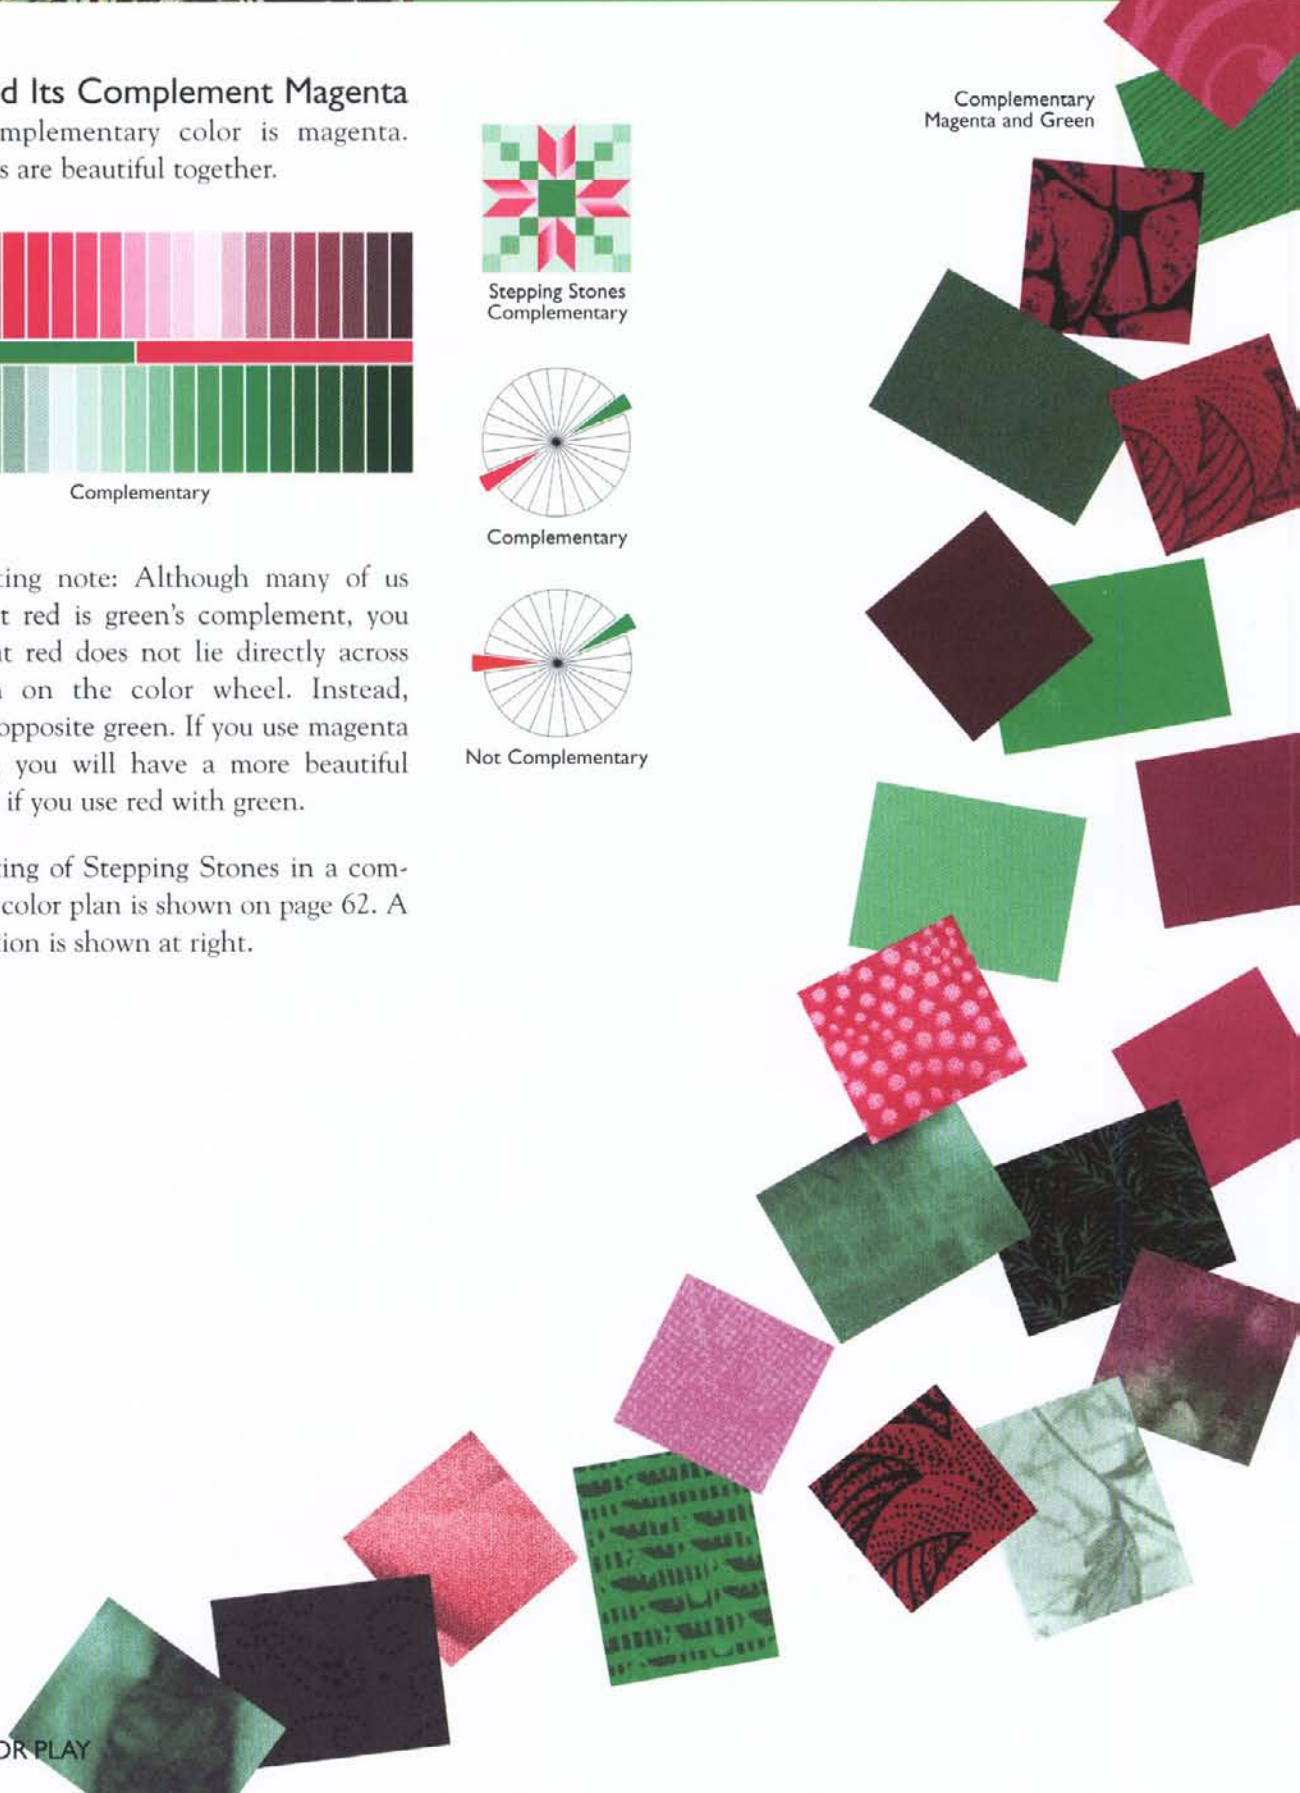 d Its Complement Magenta
mplementary color is magenta.
s are beautiful together.
Complementary
ting note: Although many of us
t red is green's complement, you
at red does not lie directly across
on the color wheel. Instead,
opposite green. If you use magenta
you will have a more beautiful
if you use red with green.
ting of Stepping Stones in a com-
color plan is shown on page 62. A
tion is shown at right.
Stepping Stones
Complementary
Complementary
Not Complementary
Complementary
Magenta and Green
OR PLAY